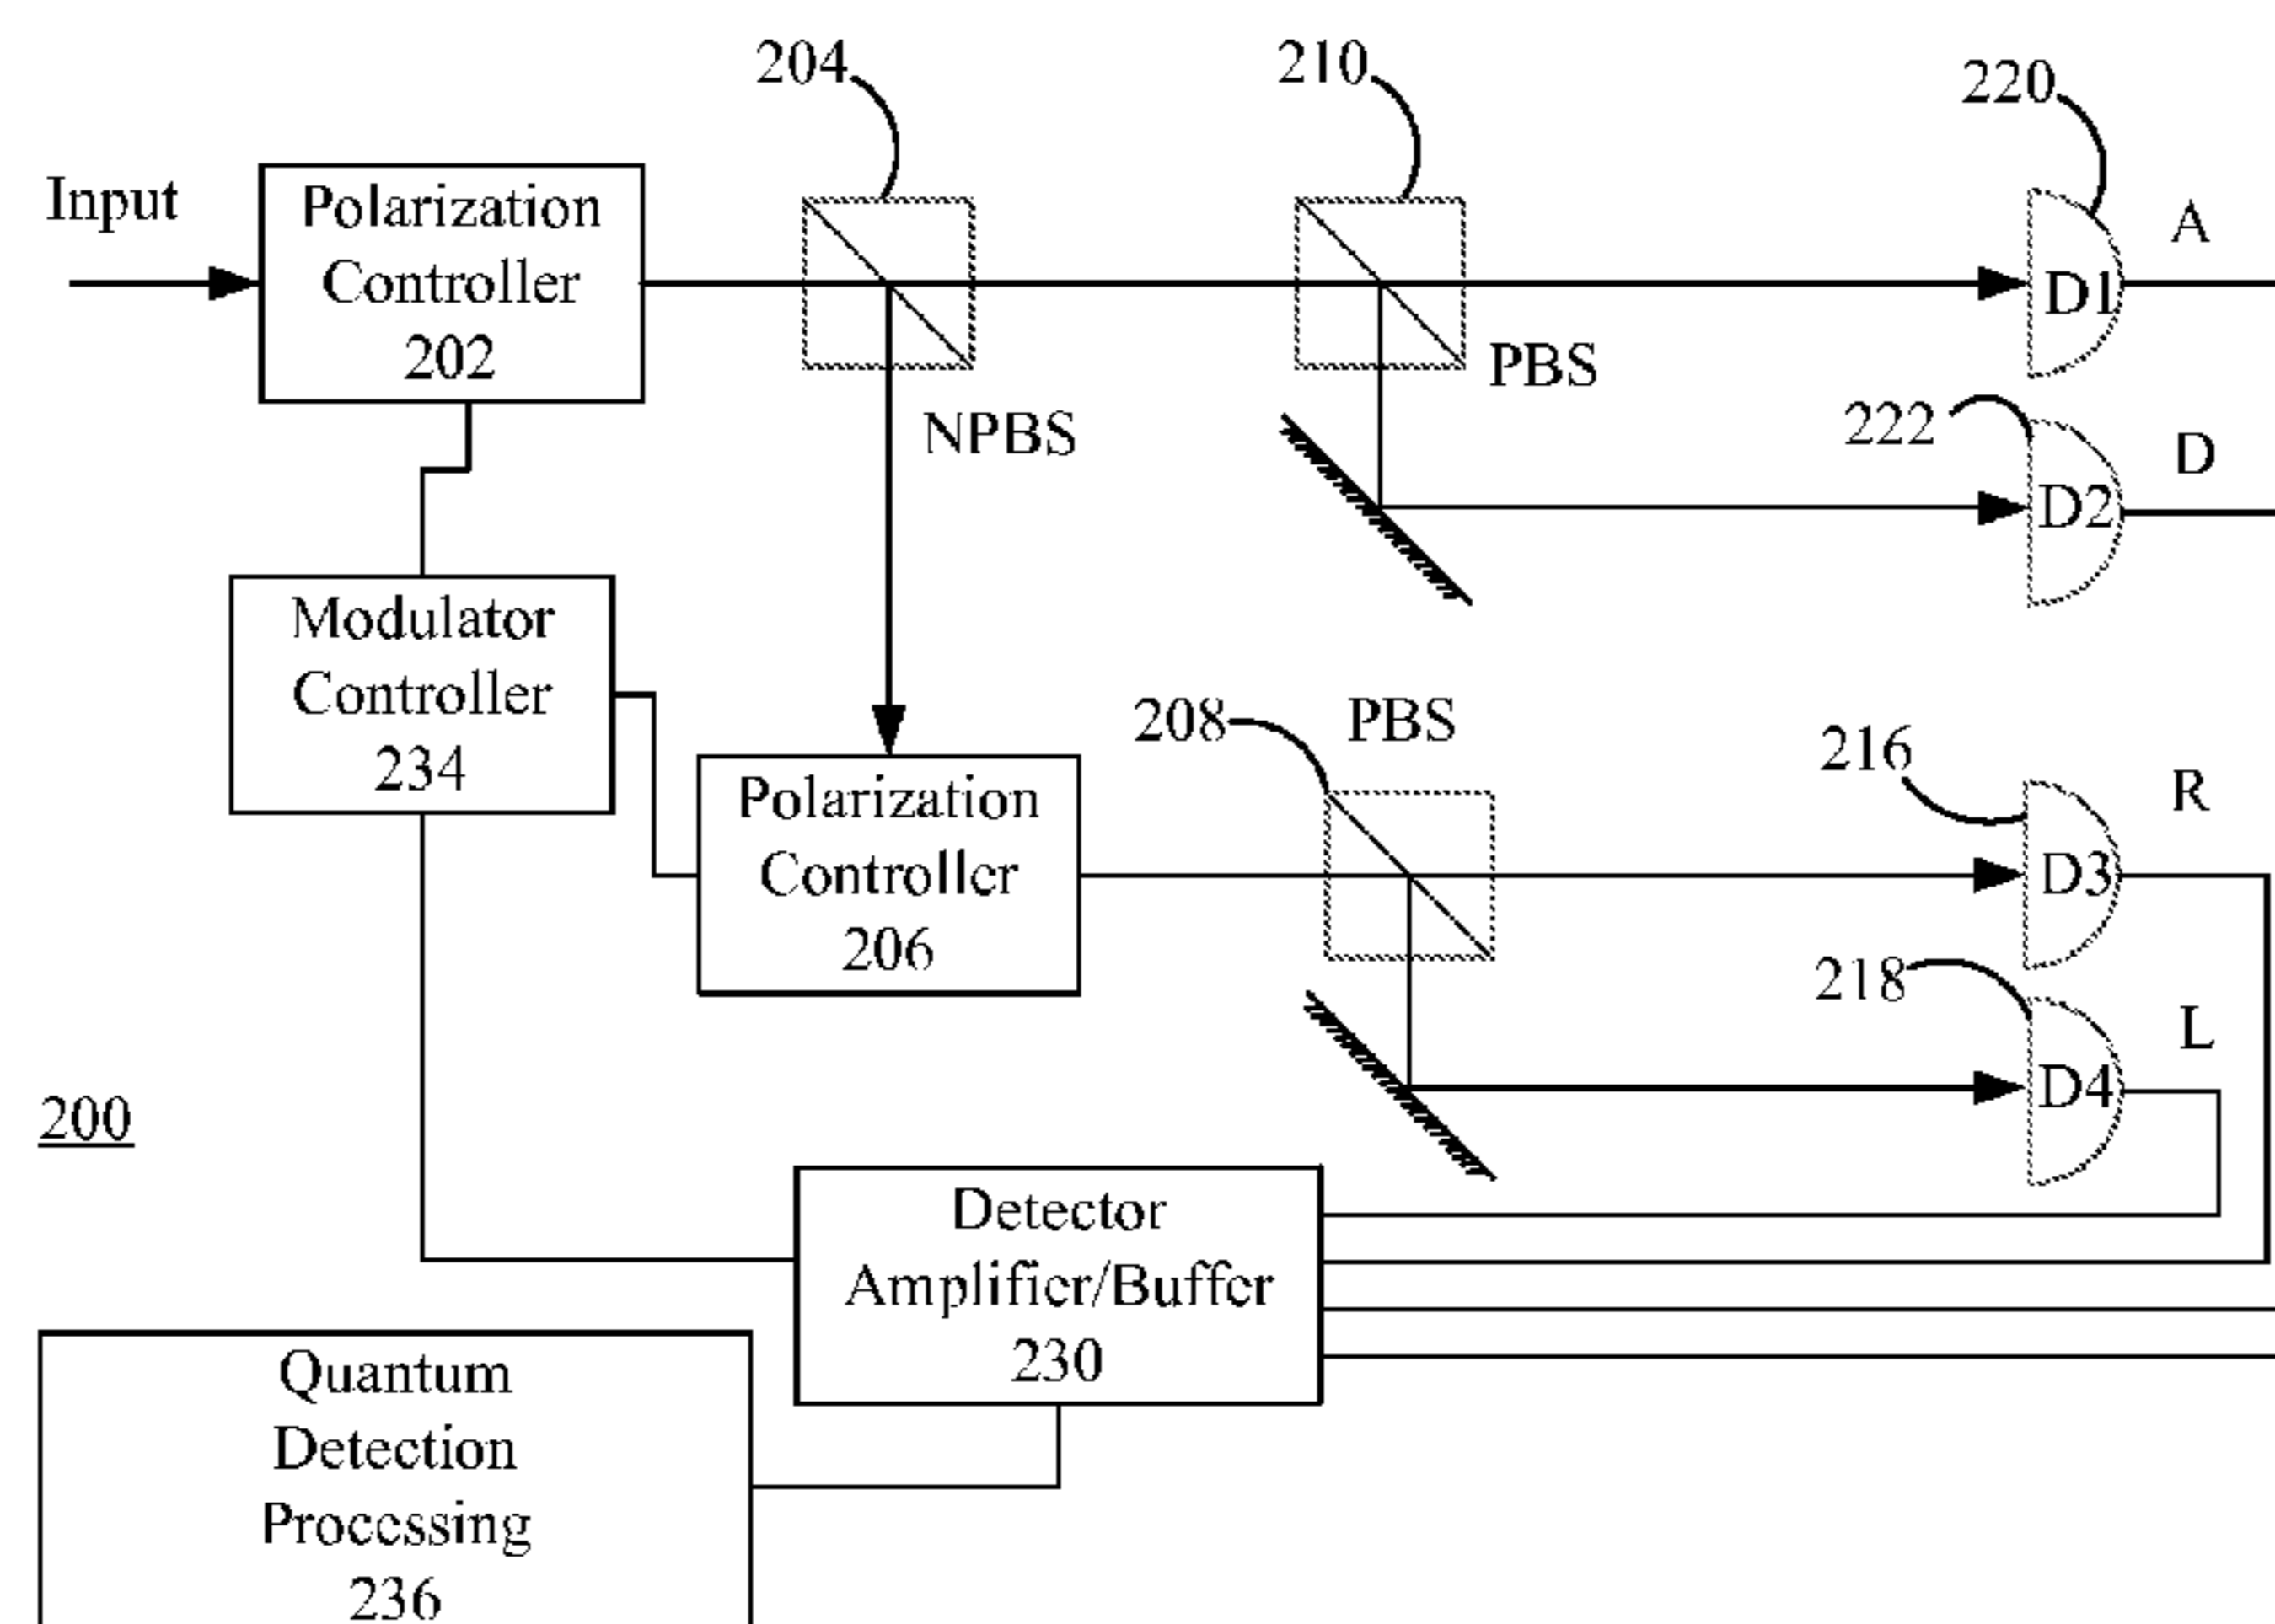 204
210
220
Input
Polarization
Controller
202
A
D1
PBS
222
D
NPBS
D2
Modulator
Controller
234
208
PBS
216
R
Polarization
Controller
206
D3
218
L
D4
200
Detector
Amplifier/Buffer
230
Quantum
Detection
Processing
236